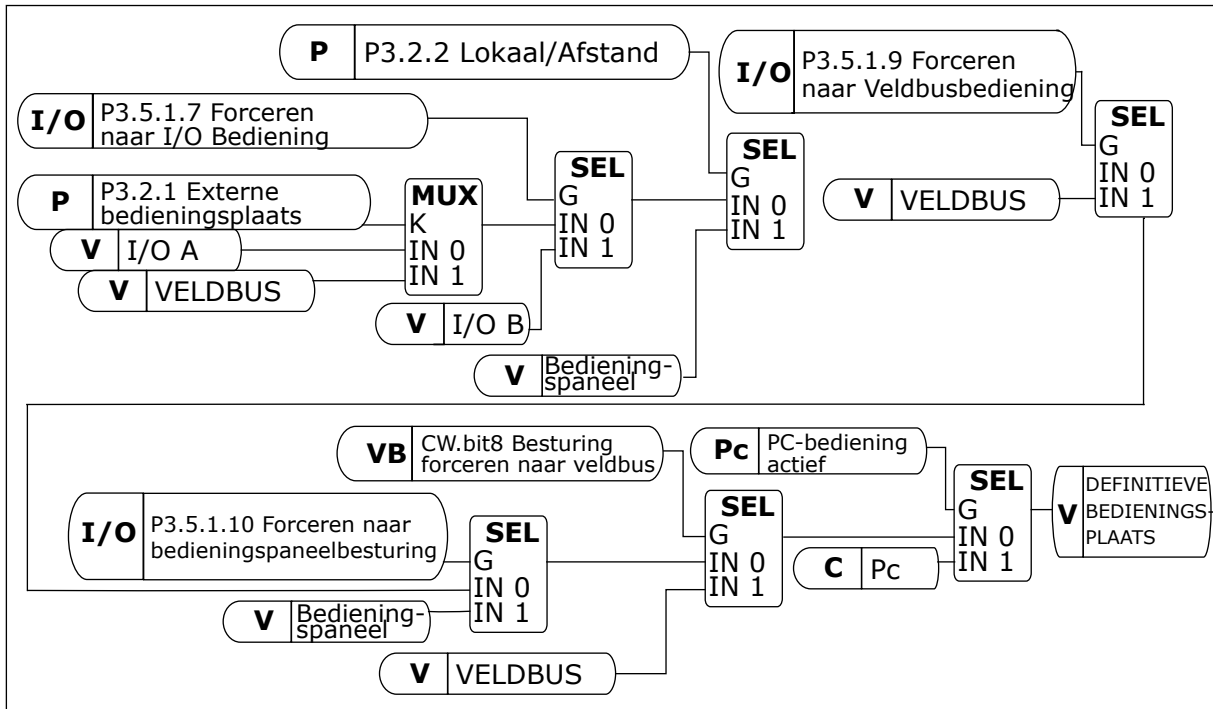 P P3.2.2 Lokaal/Afstand
I/O P3.5.1.9 Forceren
naar Veldbusbediening
I/O P3.5.1.7 Forceren
naar I/O Bediening
SEL
G
IN 0
IN 1
V VELDBUS
SEL
G
IN 0
IN 1
SEL
G
IN 0
IN 1
P P3.2.1 Externe
bedieningsplaats
MUX
K
IN 0
IN 1
V I/O A
V VELDBUS
V I/O B
V Bediening-
spaneel
VB CW.bit8 Besturing
forceren naar veldbus
Pc PC-bediening
actief
SEL
G
IN 0
IN 1
V DEFINITIEVE
BEDIENINGS-
PLAATS
I/O P3.5.1.10 Forceren naar
bedieningspaneelbesturing
SEL
G
IN 0
IN 1
SEL
G
IN 0
IN 1
C Pc
V Bediening-
spaneel
V VELDBUS